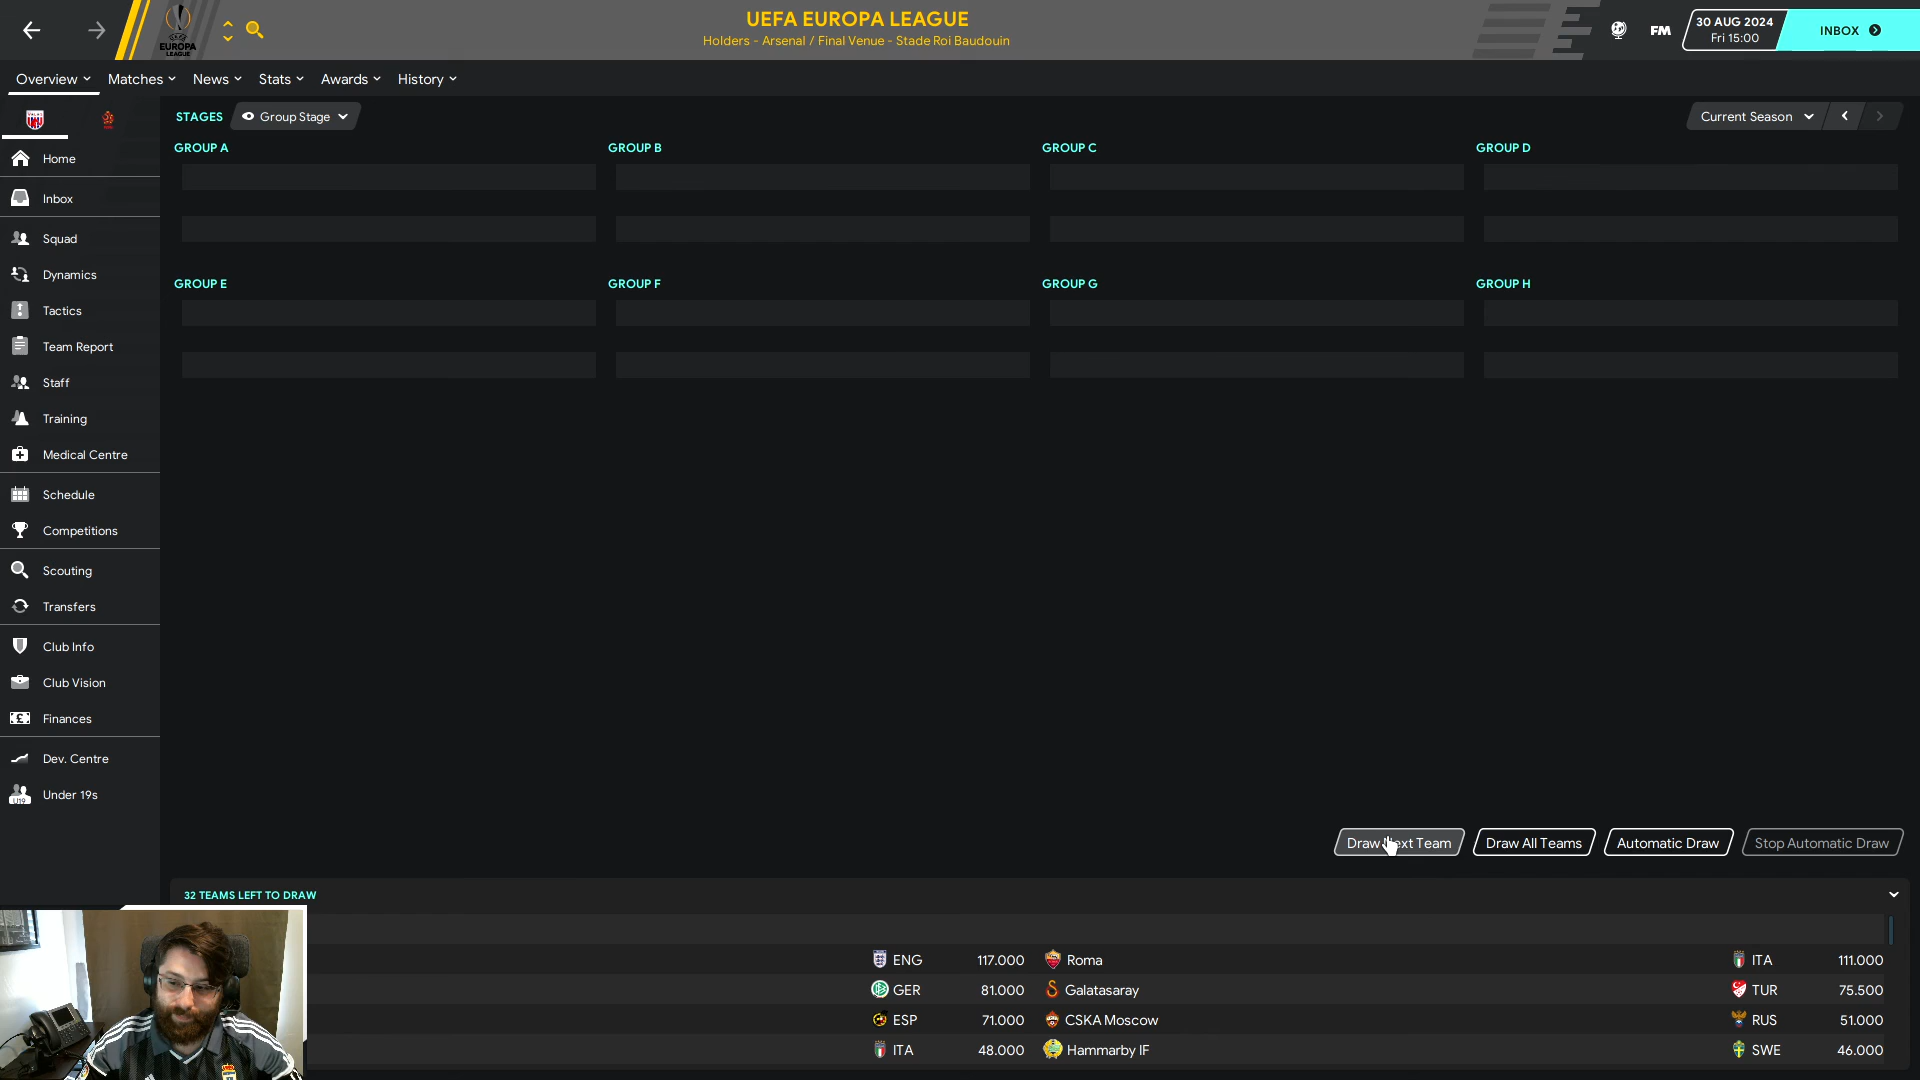 UEFA EUROPA LEAGUE
Holders - Arsenal / Final Venue - Stade Roi Baudouin
EUROPA
LEAGUE
FM
30 AUG 2024
Fri 15:00
INBOX
Overview
Matches
News
Stats
Awards
History
STAGES
Group Stage
Current Season
GROUP A
GROUP B
GROUP C
GROUP D
GROUP E
GROUP F
GROUP G
GROUP H
Home
Inbox
Squad
Dynamics
Tactics
Team Report
Staff
Training
Medical Centre
Schedule
Competitions
Scouting
Transfers
Club Info
Club Vision
Finances
Dev. Centre
U19
Under 19s
Draw Next Team
Draw All Teams
Automatic Draw
Stop Automatic Draw
32 TEAMS LEFT TO DRAW
ENG 117.000 Roma ITA 111.000
GER 81.000 Galatasaray TUR 75.500
ESP 71.000 CSKA Moscow RUS 51.000
ITA 48.000 Hammarby IF SWE 46.000